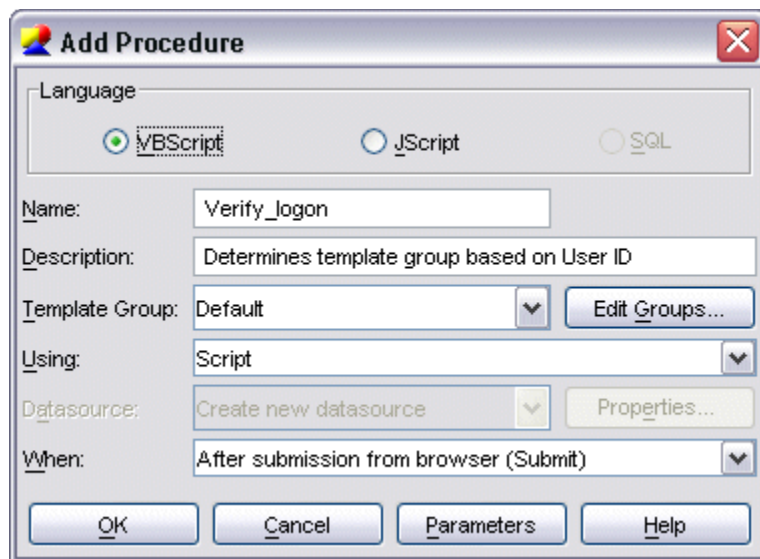 Add Procedure
Language
VBScript JScript SQL
Name: Verify_logon
Description: Determines template group based on User ID
Template Group: Default Edit Groups...
Using: Script
Datasource: Create new datasource Properties...
When: After submission from browser (Submit)
OK Cancel Parameters Help